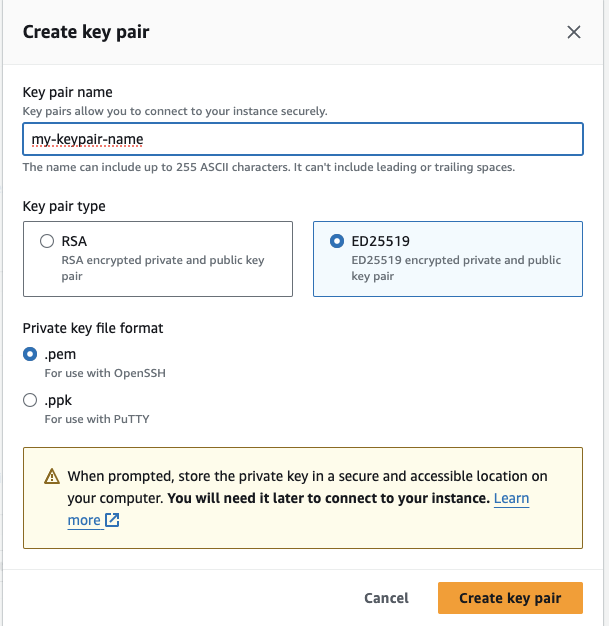 Create key pair
Key pair name
Key pairs allow you to connect to your instance securely.
my-keypair-name
The name can include up to 255 ASCII characters. It can't include leading or trailing spaces.
Key pair type
RSA
RSA encrypted private and public key
pair
ED25519
ED25519 encrypted private and public
key pair
Private key file format
.pem
For use with OpenSSH
.ppk
For use with PuTTY
When prompted, store the private key in a secure and accessible location on
your computer. You will need it later to connect to your instance. Learn
more
Cancel
Create key pair